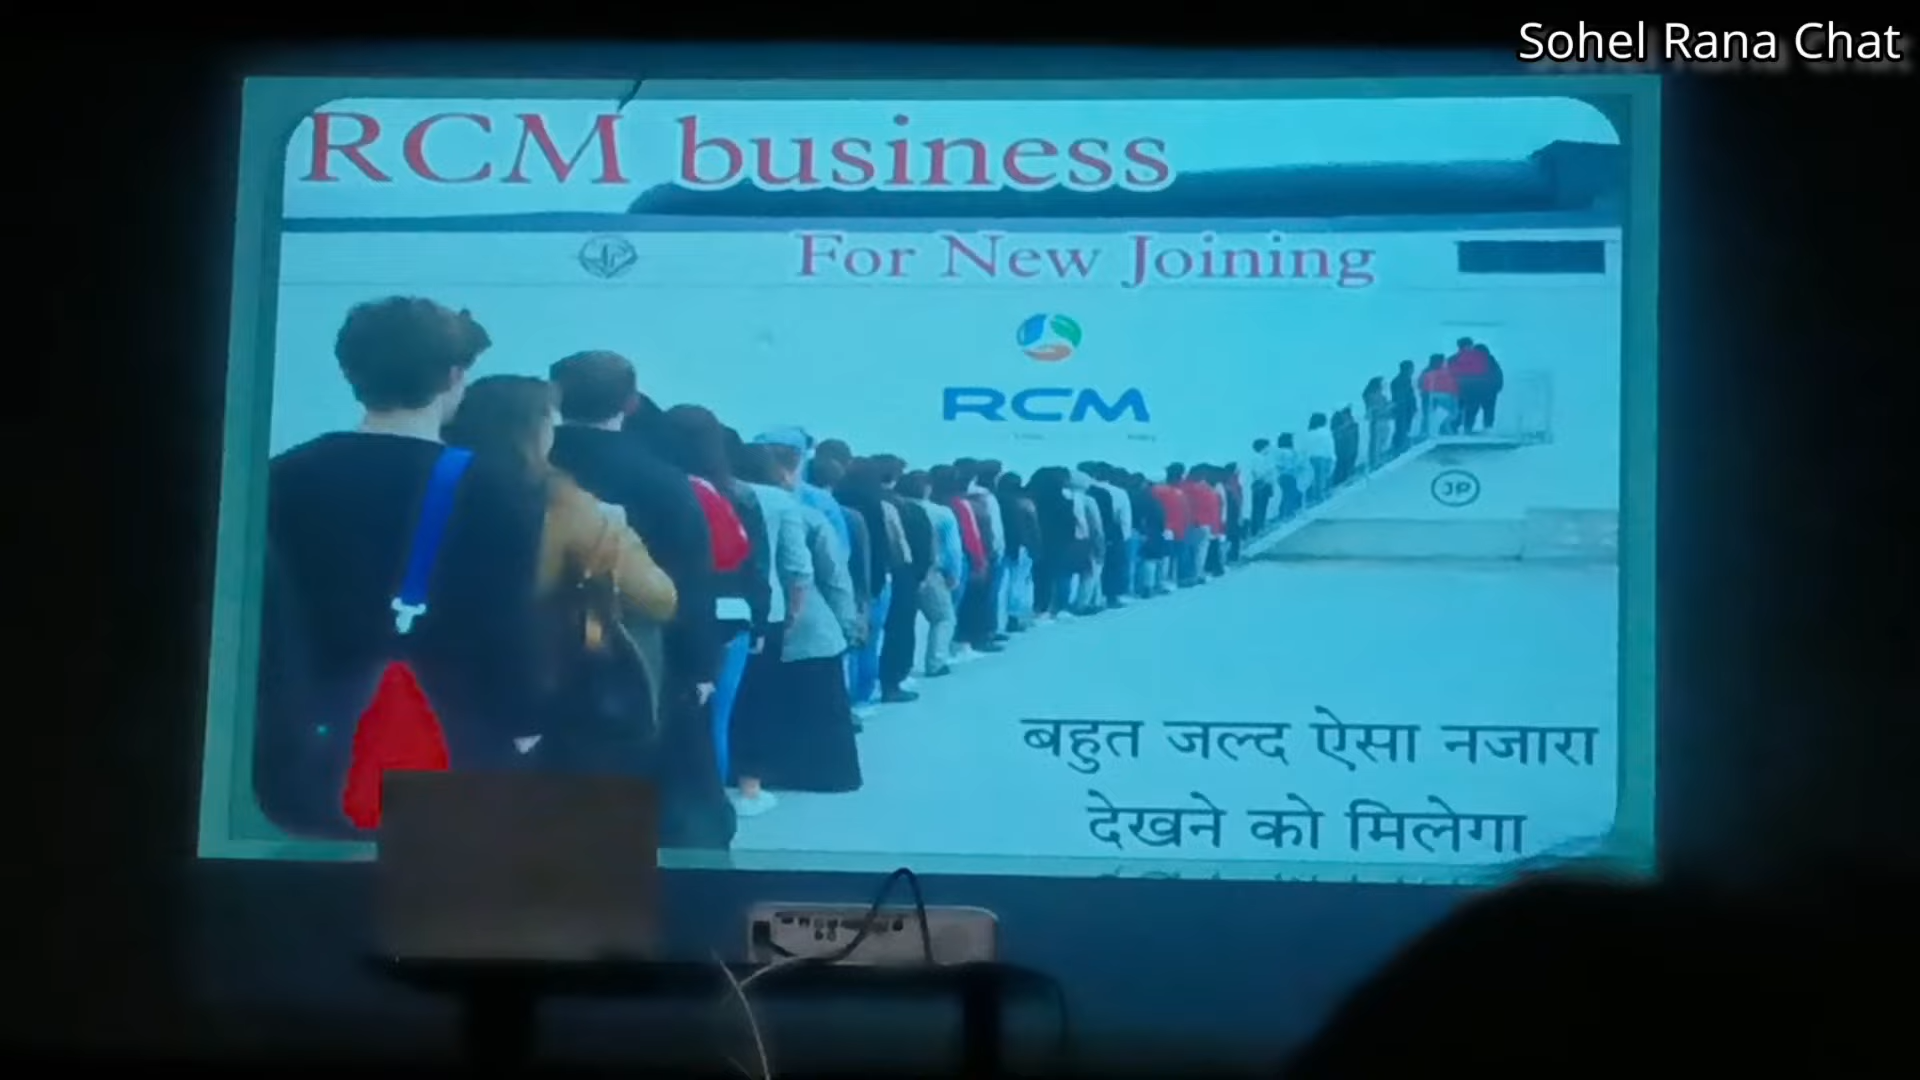 Sohel Rana Chat
RCM business
For New Joining
RCM
JP
बहुत जल्द ऐसा नजारा
देखने को मिलेगा